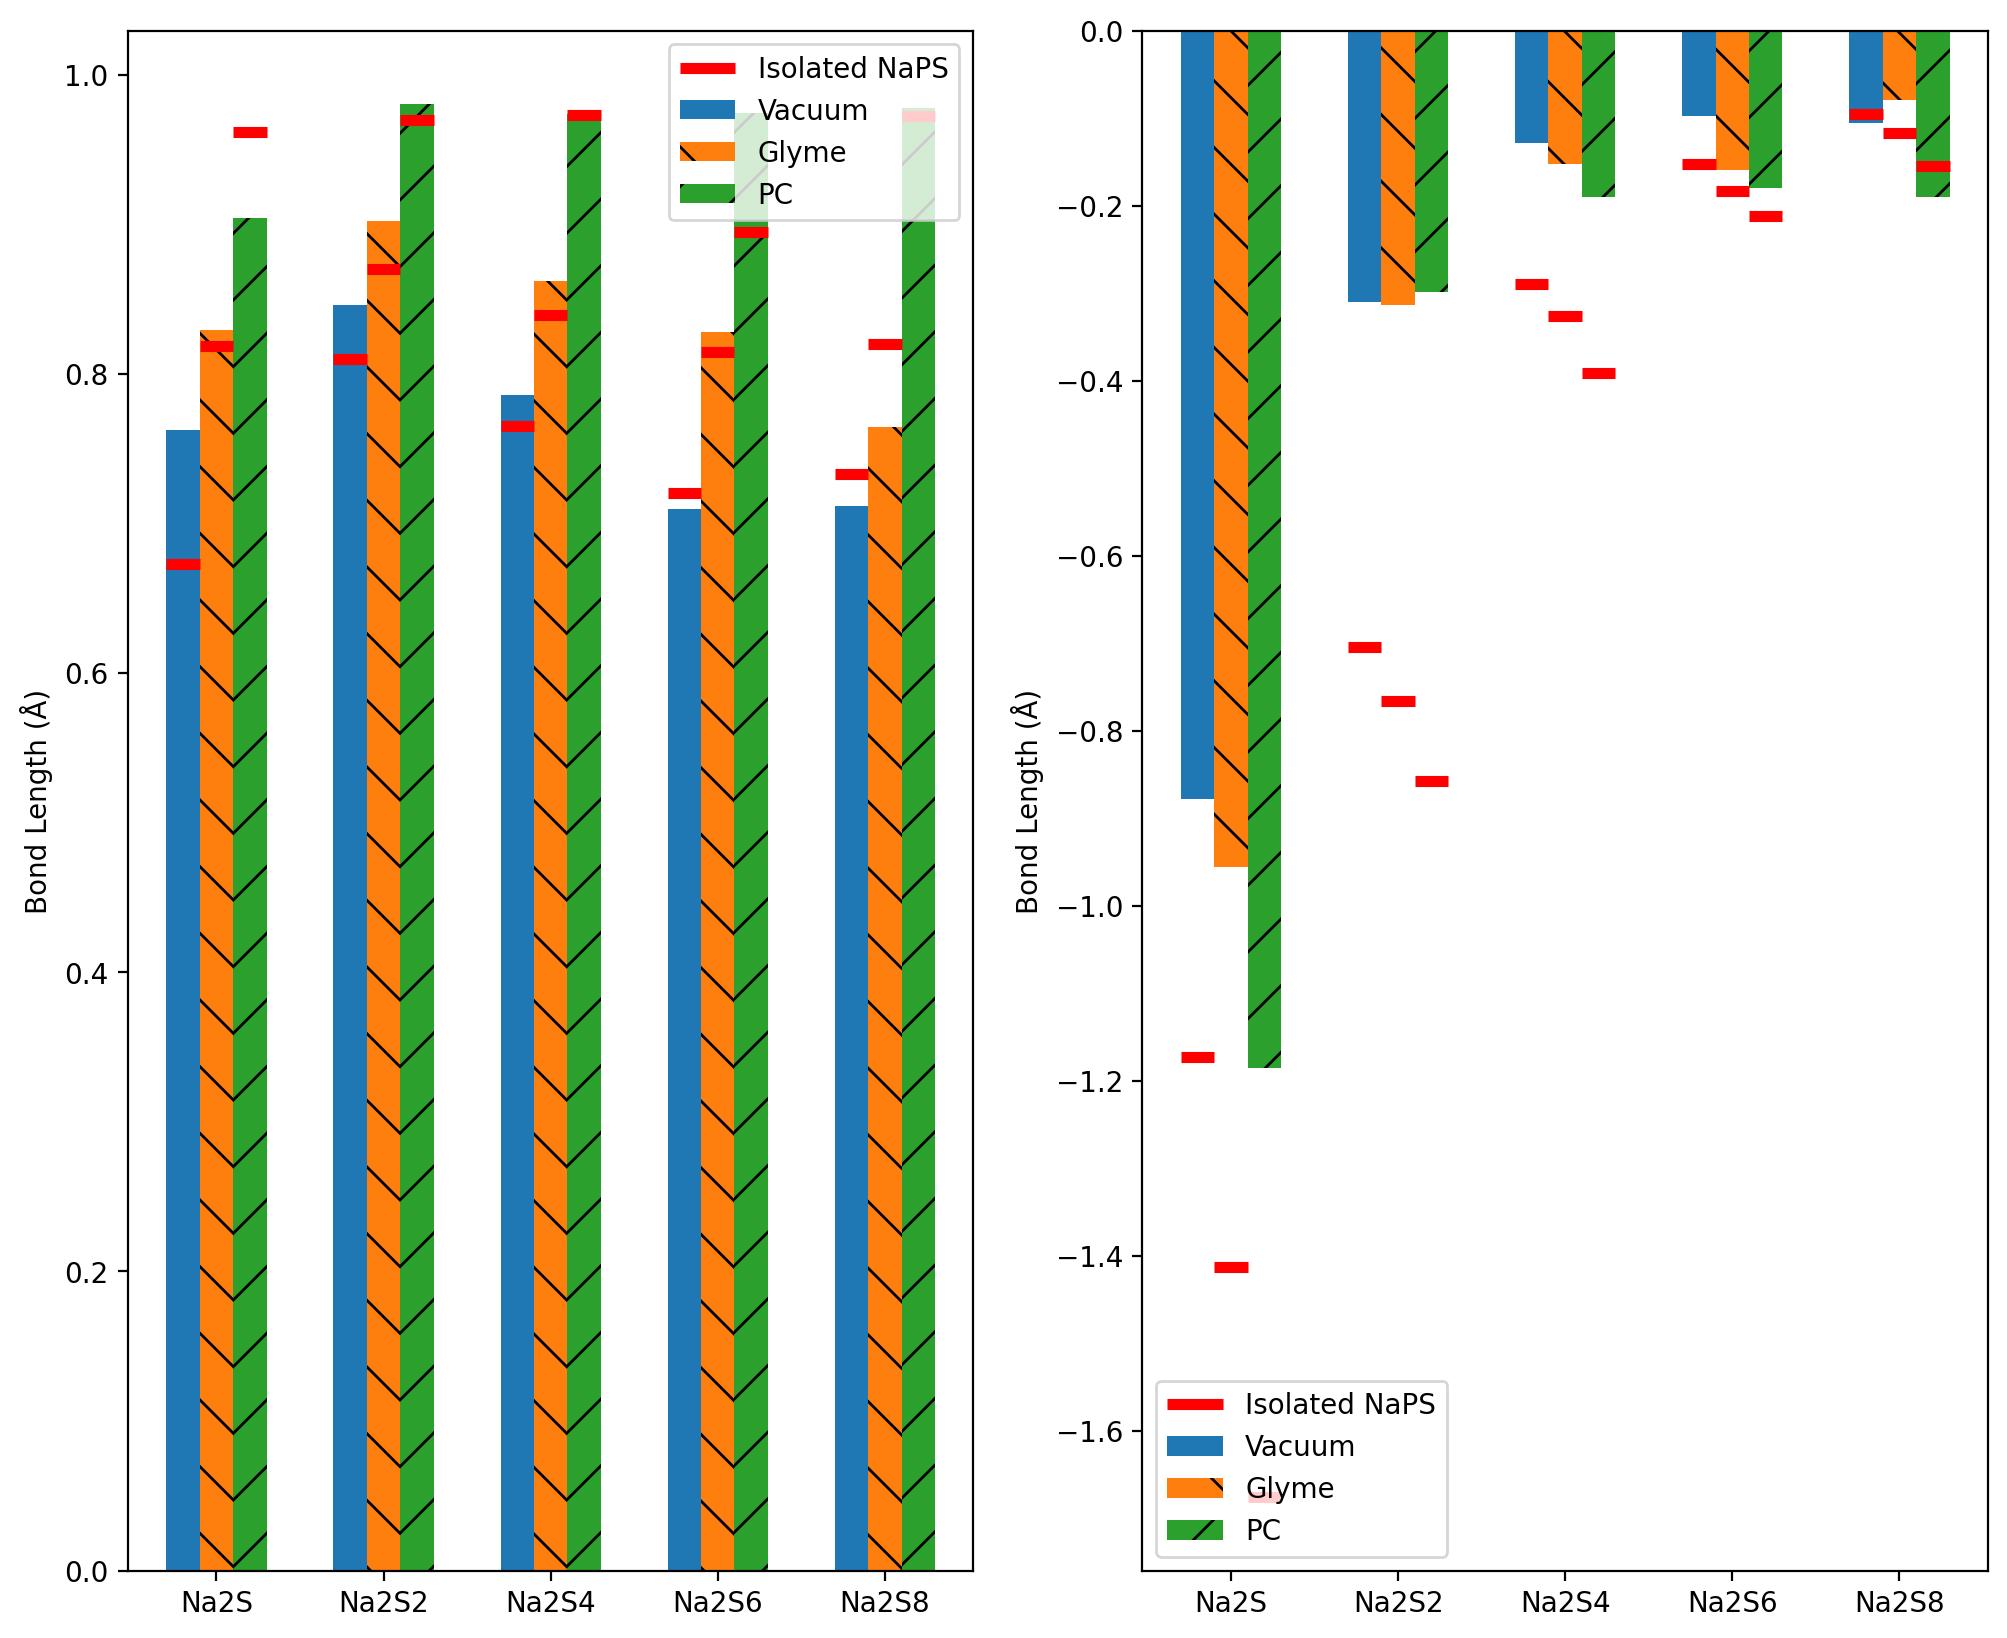 1.0
0.8
0.6
0.4
0.2
0.0
Bond Length (Å)
Isolated NaPS
Vacuum
Glyme
PC
Na2S
Na2S2
Na2S4
Na2S6
Na2S8
0.0
−0.2
−0.4
−0.6
−0.8
−1.0
−1.2
−1.4
−1.6
Bond Length (Å)
Isolated NaPS
Vacuum
Glyme
PC
Na2S
Na2S2
Na2S4
Na2S6
Na2S8